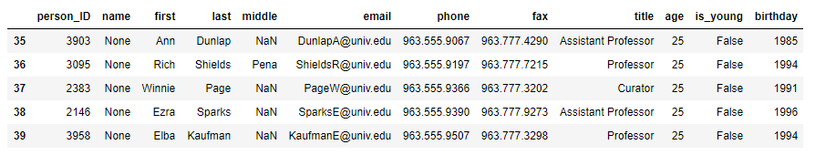 person_ID name first last middle email phone fax title age is_young birthday
35 3903 None Ann Dunlap NaN DunlapA@univ.edu 963.555.9067 963.777.4290 Assistant Professor 25 False 1985
36 3095 None Rich Shields Pena ShieldsR@univ.edu 963.555.9197 963.777.7215 Professor 25 False 1994
37 2383 None Winnie Page NaN PageW@univ.edu 963.555.9366 963.777.3202 Curator 25 False 1991
38 2146 None Ezra Sparks NaN SparksE@univ.edu 963.555.9390 963.777.9273 Assistant Professor 25 False 1996
39 3958 None Elba Kaufman NaN KaufmanE@univ.edu 963.555.9507 963.777.3298 Professor 25 False 1994